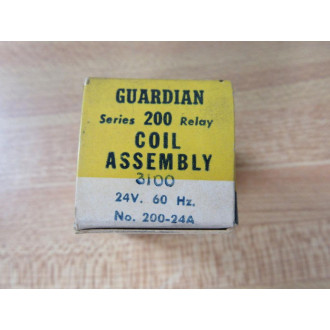 GUARDIAN
Series 200 Relay
COIL
ASSEMBLY
3100
24V. 60 Hz.
No. 200-24A